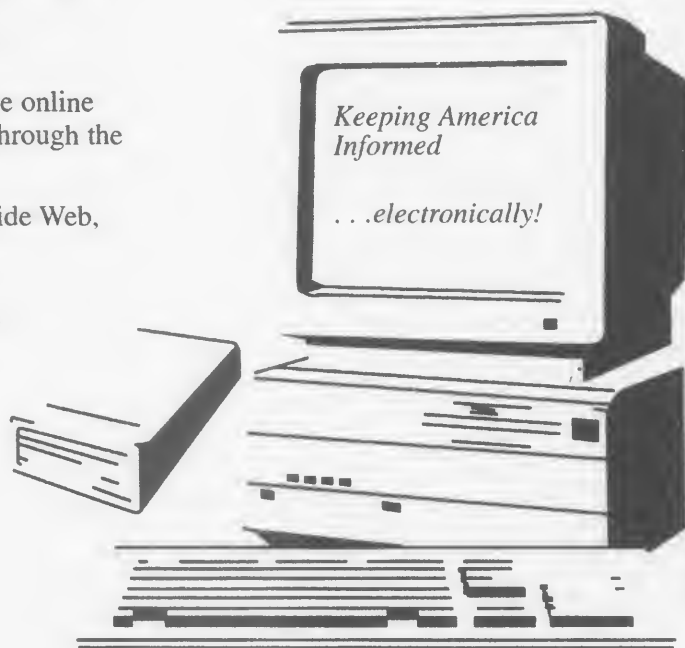 e online
hrough the
ide Web,
Keeping America
Informed
. . .electronically!